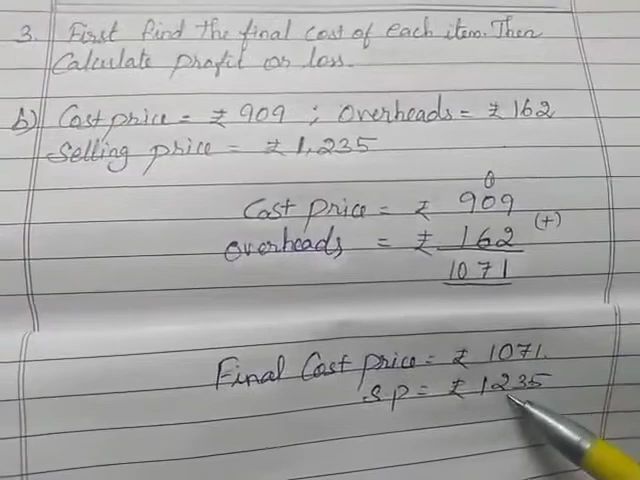 3. First find the final cost of each item. Then
Calculate profit or loss.
b) Cost price = ₹ 909 ; Overheads = ₹ 162
Selling price = ₹ 1,235
0
Cost price = ₹ 909
Overheads = ₹ 162 (+)
1071
Final Cost price = ₹ 1071.
S.p = ₹ 1235